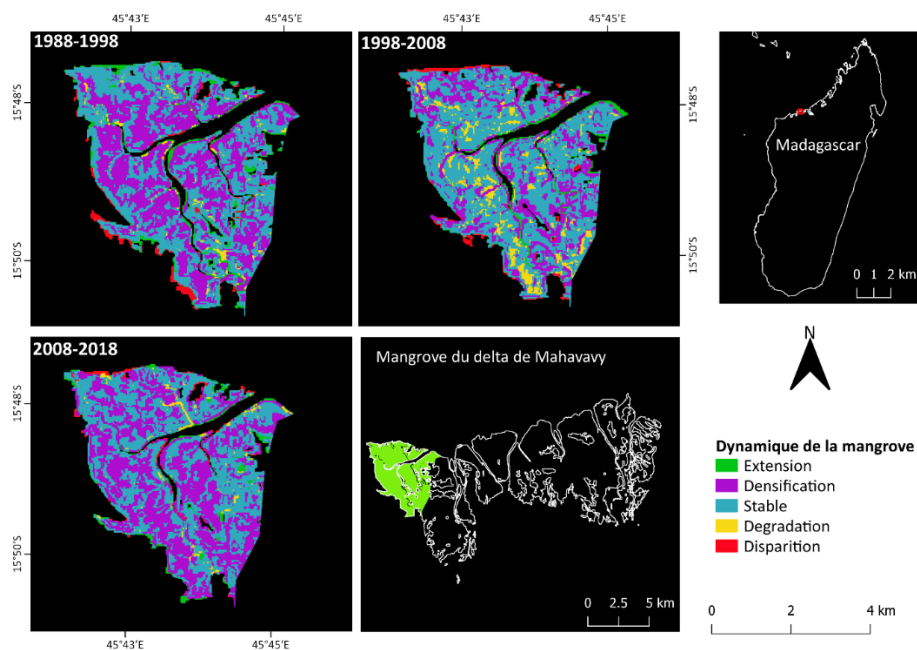 45°43'E
45°45'E
45°43'E
45°45'E
1988-1998
1998-2008
15°48'S
15°48'S
Madagascar
15°50'S
15°50'S
0 1 2 km
2008-2018
Mangrove du delta de Mahavavy
N
15°48'S
15°50'S
0 2.5 5 km
Dynamique de la mangrove
Extension
Densification
Stable
Degradation
Disparition
0 2 4 km
45°43'E
45°45'E